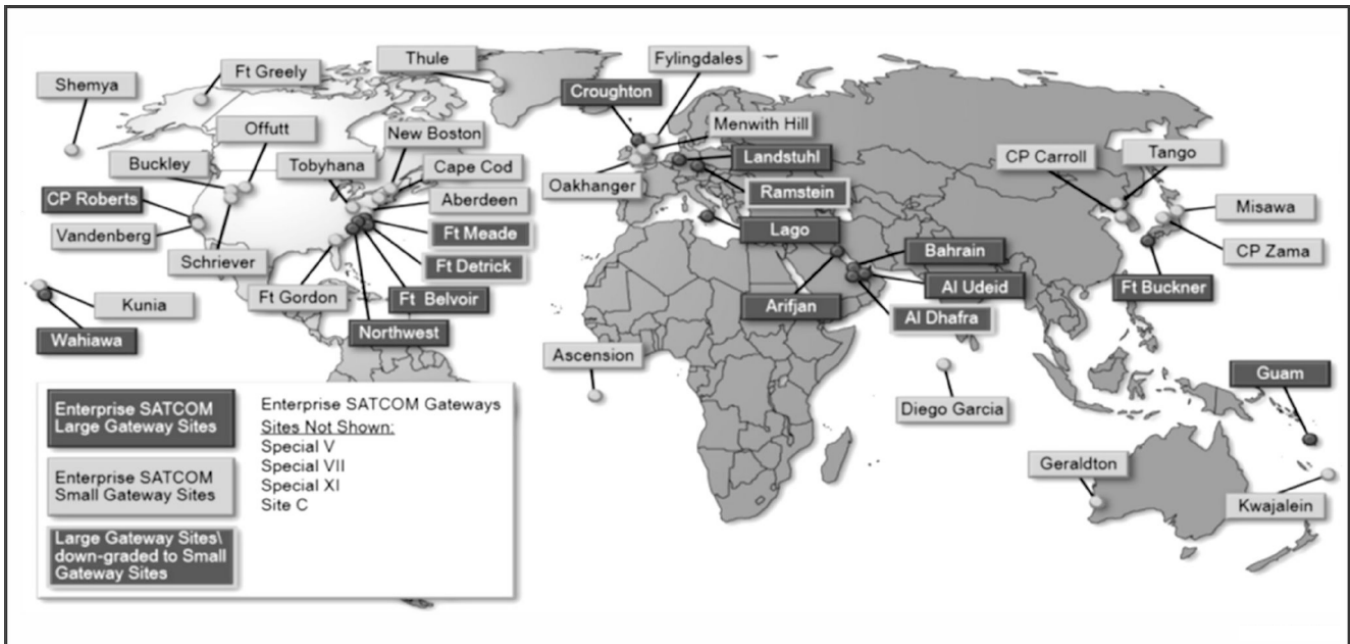 Shemya
Ft Greely
Thule
Fylingdales
Croughton
Offutt
New Boston
Menwith Hill
Buckley
Tobyhana
Cape Cod
Landstuhl
CP Carroll
Tango
CP Roberts
Oakhanger
Ramstein
Aberdeen
Misawa
Vandenberg
Ft Meade
Lago
Schriever
Ft Detrick
Bahrain
CP Zama
Kunia
Ft Gordon
Ft Belvoir
Arifjan
Al Udeid
Ft Buckner
Wahiawa
Northwest
Al Dhafra
Ascension
Guam
Diego Garcia
Geraldton
Kwajalein
Enterprise SATCOM
Large Gateway Sites
Enterprise SATCOM
Small Gateway Sites
Large Gateway Sites\
down-graded to Small
Gateway Sites
Enterprise SATCOM Gateways
Sites Not Shown:
Special V
Special VII
Special XI
Site C